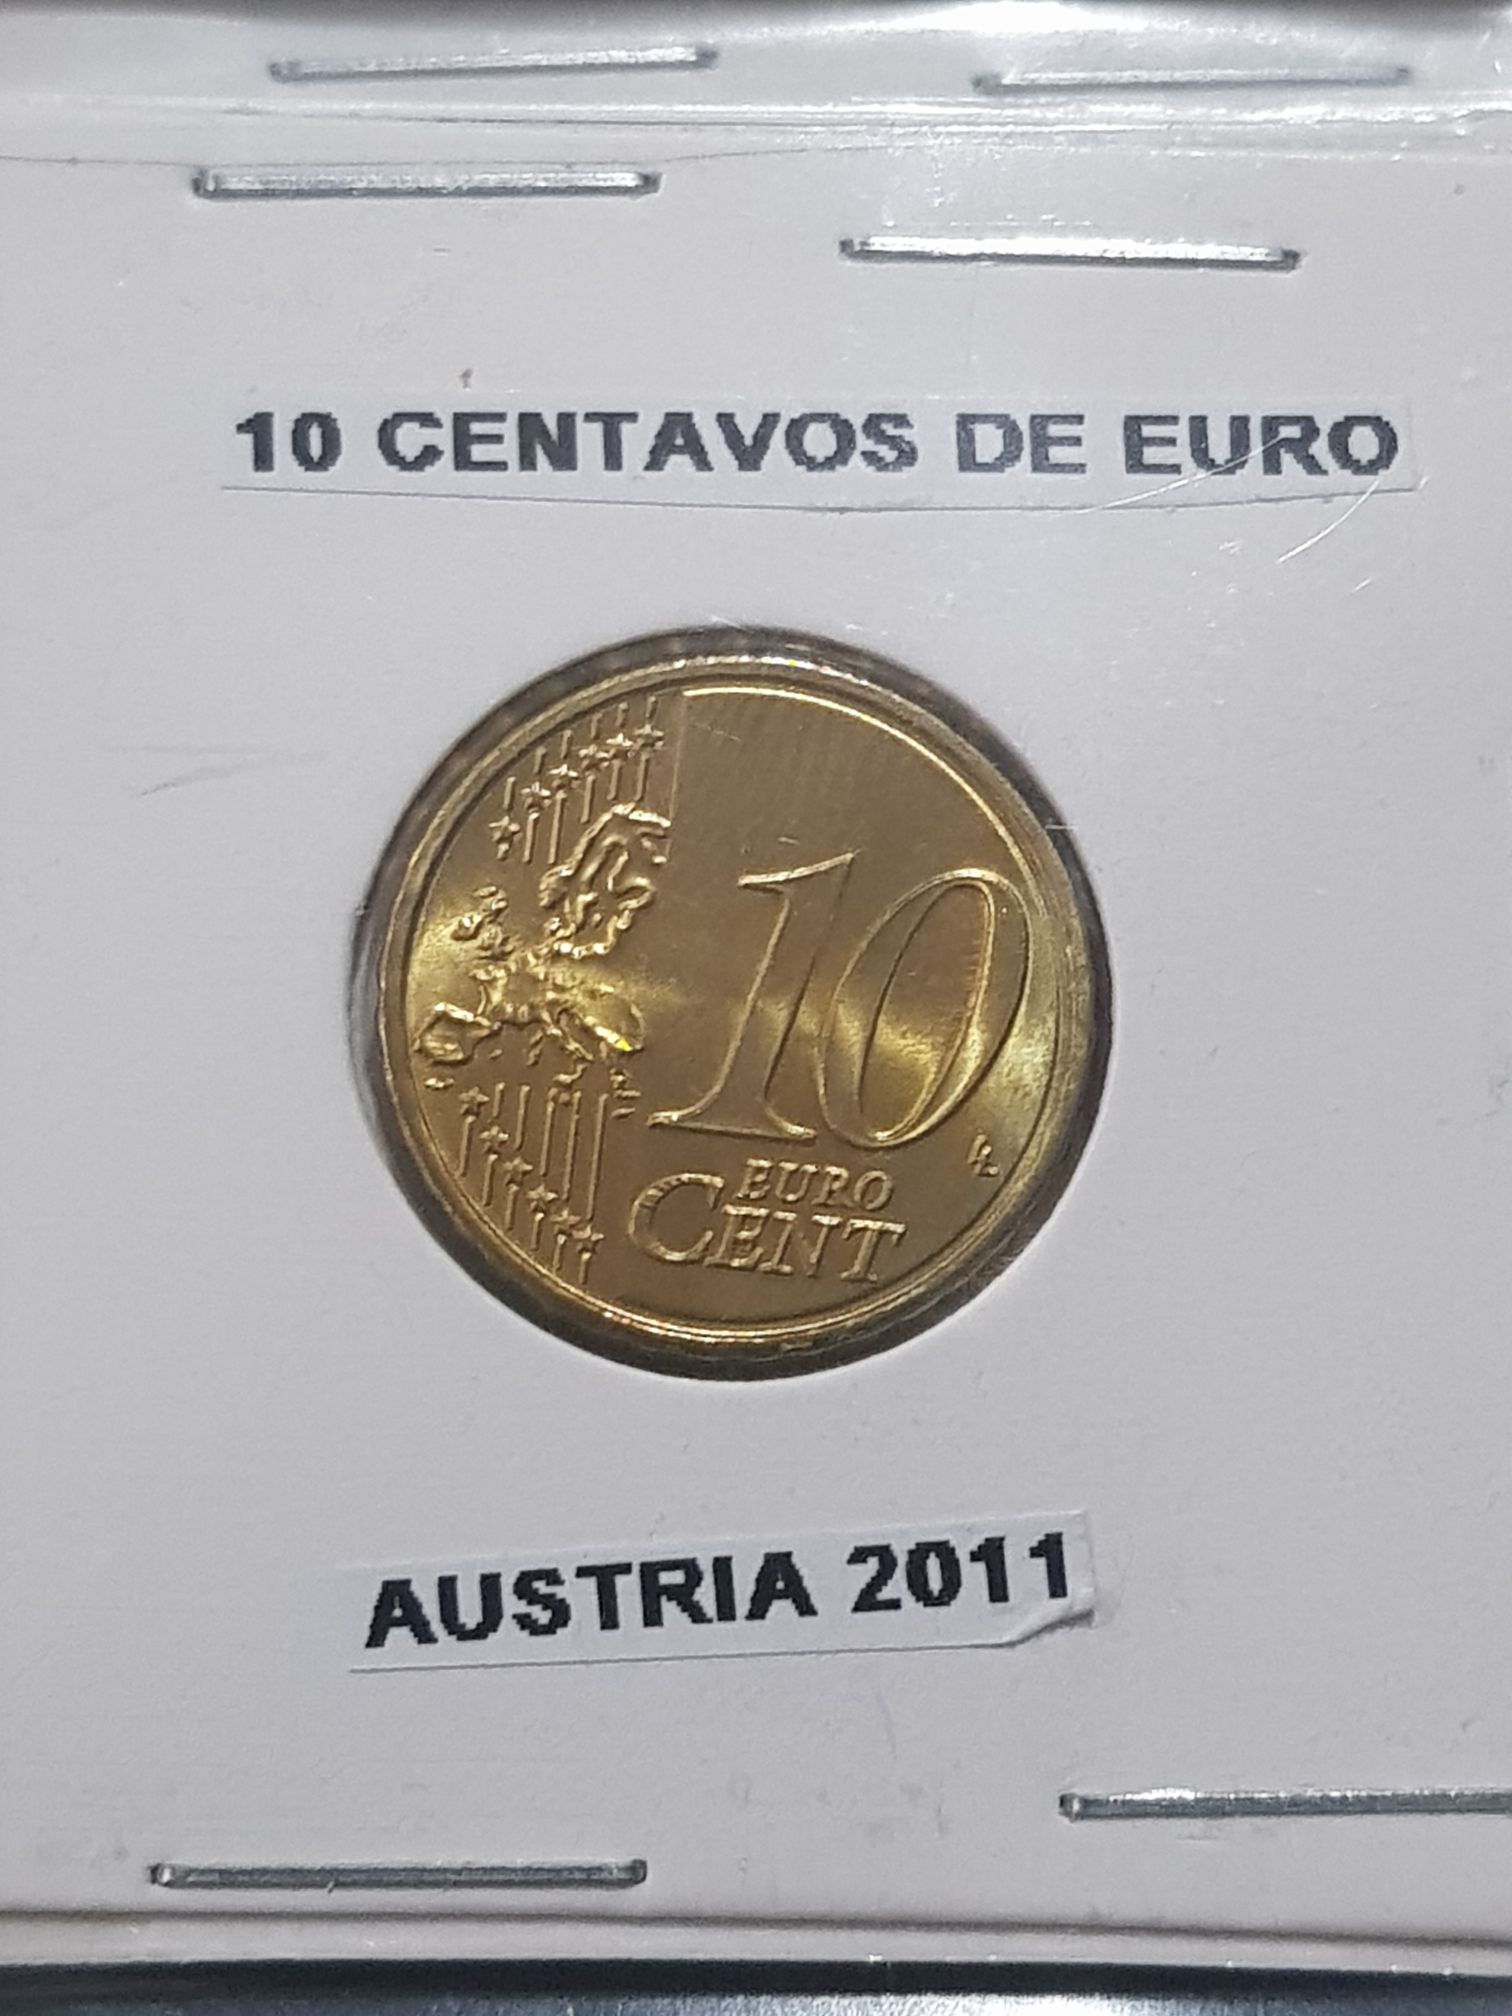 10 CENTAVOS DE EURO
10
EURO
CENT
AUSTRIA 2011